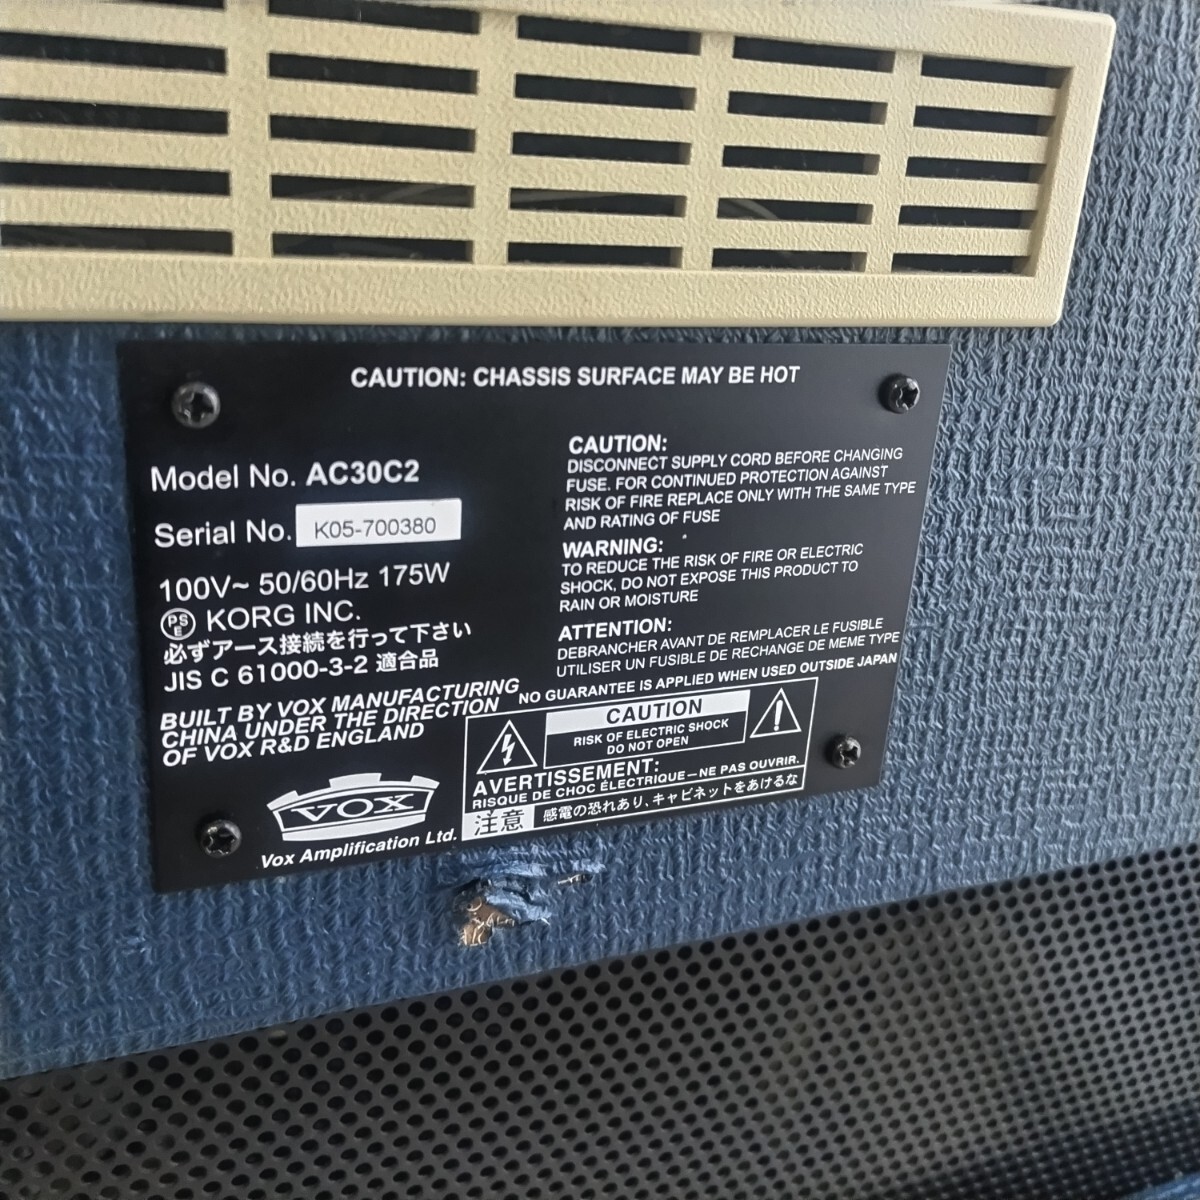 CAUTION: CHASSIS SURFACE MAY BE HOT
Model No. AC30C2
Serial No. K05-700380
100V~ 50/60Hz 175W
PS
E
KORG INC.
必ずアース接続を行って下さい
JIS C 61000-3-2 適合品
BUILT BY VOX MANUFACTURING
CHINA UNDER THE DIRECTION
OF VOX R&D ENGLAND
VOX
Vox Amplification Ltd.
CAUTION:
DISCONNECT SUPPLY CORD BEFORE CHANGING
FUSE. FOR CONTINUED PROTECTION AGAINST
RISK OF FIRE REPLACE ONLY WITH THE SAME TYPE
AND RATING OF FUSE
WARNING:
TO REDUCE THE RISK OF FIRE OR ELECTRIC
SHOCK, DO NOT EXPOSE THIS PRODUCT TO
RAIN OR MOISTURE
ATTENTION:
DEBRANCHER AVANT DE REMPLACER LE FUSIBLE
UTILISER UN FUSIBLE DE RECHANGE DE MEME TYPE
NO GUARANTEE IS APPLIED WHEN USED OUTSIDE JAPAN
CAUTION
RISK OF ELECTRIC SHOCK
DO NOT OPEN
AVERTISSEMENT:
RISQUE DE CHOC ÉLECTRIQUE—NE PAS OUVRIR.
注意 感電の恐れあり、キャビネットをあけるな